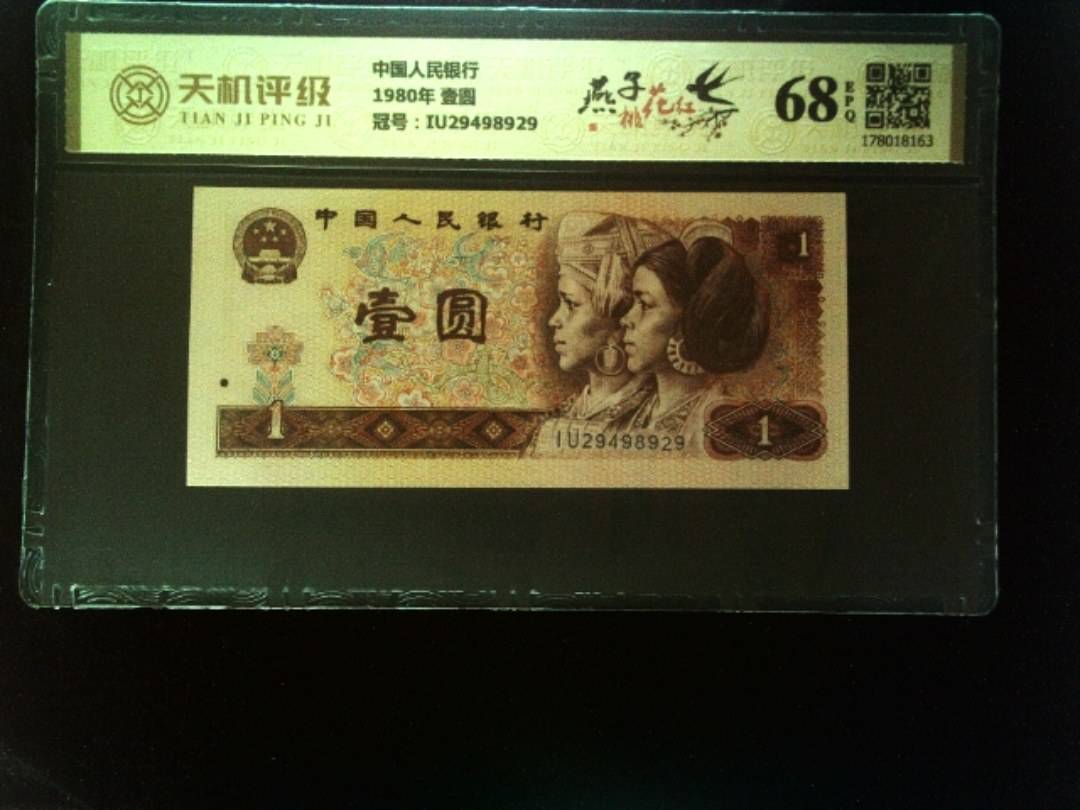 天机评级
TIAN JI PING JI
中国人民银行
1980年 壹圆
冠号：IU29498929
燕子桃花红
68
EPQ
178018163
中国人民银行
1
壹圆
1
IU29498929
1